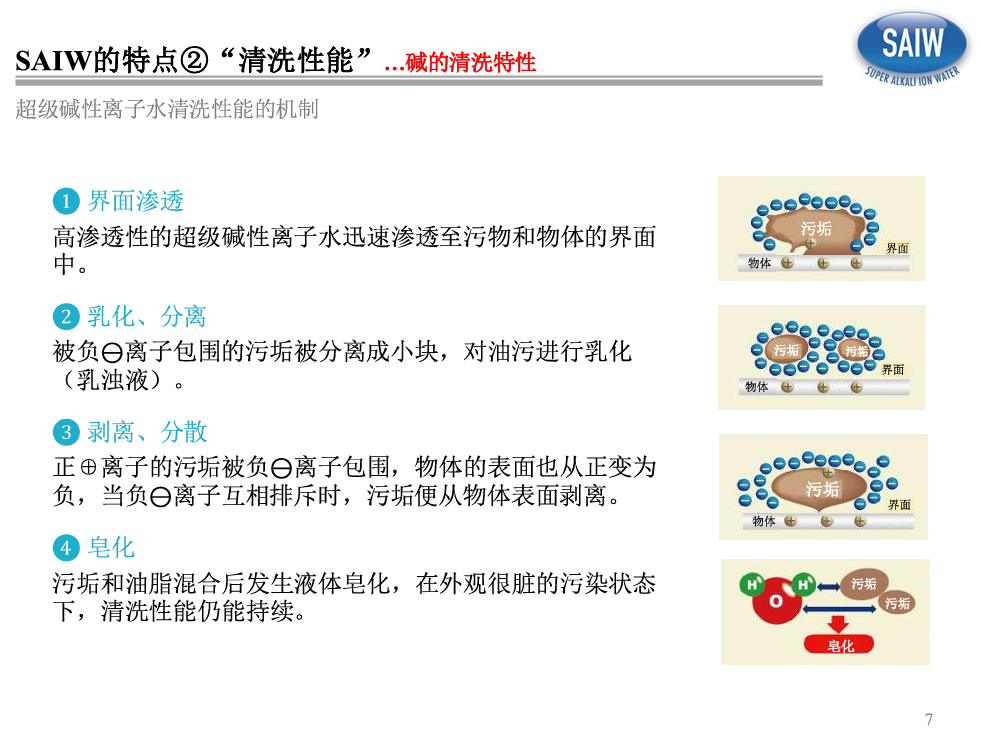 SAIW的特点②“清洗性能”…碱的清洗特性
SAIW
SUPER ALKALI ION WATER
超级碱性离子水清洗性能的机制
❶ 界面渗透
高渗透性的超级碱性离子水迅速渗透至污物和物体的界面
中。
污垢
界面
物体
❷ 乳化、分离
被负⊖离子包围的污垢被分离成小块，对油污进行乳化
（乳浊液）。
污垢
污垢
界面
物体
❸ 剥离、分散
正⊕离子的污垢被负⊖离子包围，物体的表面也从正变为
负，当负⊖离子互相排斥时，污垢便从物体表面剥离。
污垢
界面
物体
❹ 皂化
污垢和油脂混合后发生液体皂化，在外观很脏的污染状态
下，清洗性能仍能持续。
H H
O
污垢
污垢
皂化
7